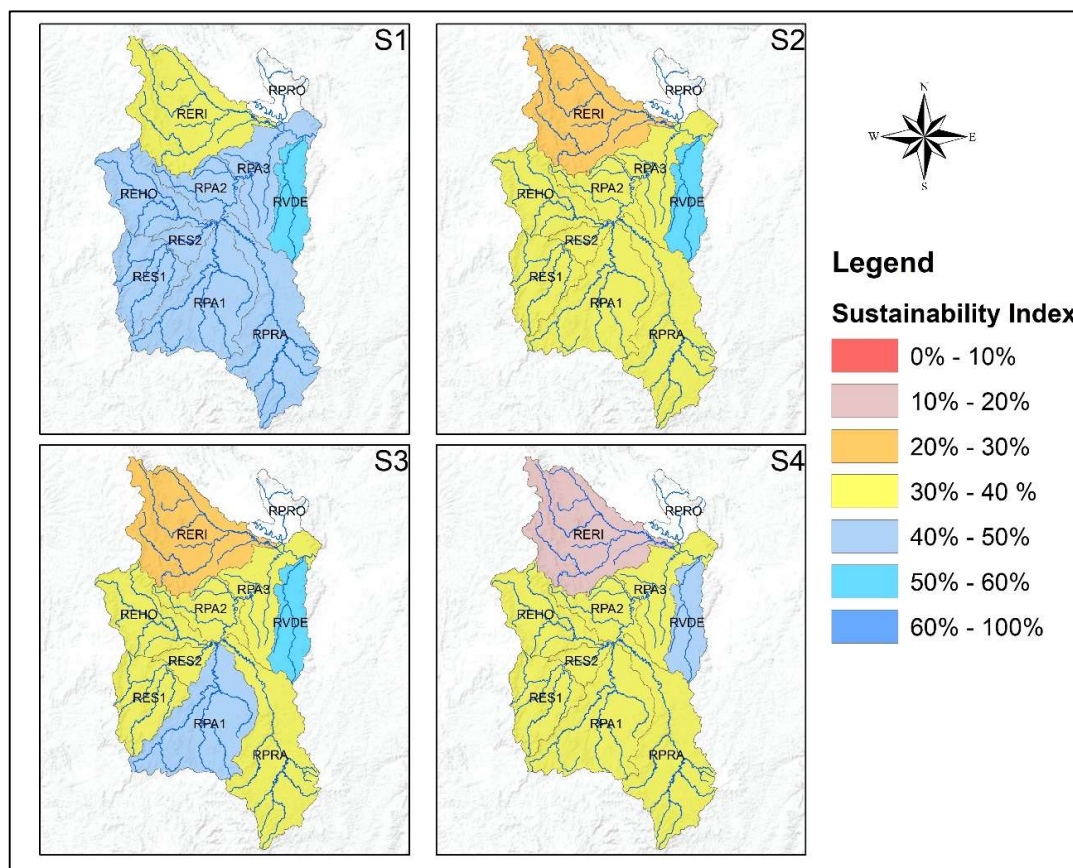 S1
RPRO
RERI
REHO
RPA2
RPA3
RVDE
RES2
RES1
RPA1
RPRA
S2
RPRO
RERI
REHO
RPA2
RPA3
RVDE
RES2
RES1
RPA1
RPRA
N
W
E
S
S3
RPRO
RERI
REHO
RPA2
RPA3
RVDE
RES2
RES1
RPA1
RPRA
S4
RPRO
RERI
REHO
RPA2
RPA3
RVDE
RES2
RES1
RPA1
RPRA
Legend
Sustainability Index
0% - 10%
10% - 20%
20% - 30%
30% - 40 %
40% - 50%
50% - 60%
60% - 100%